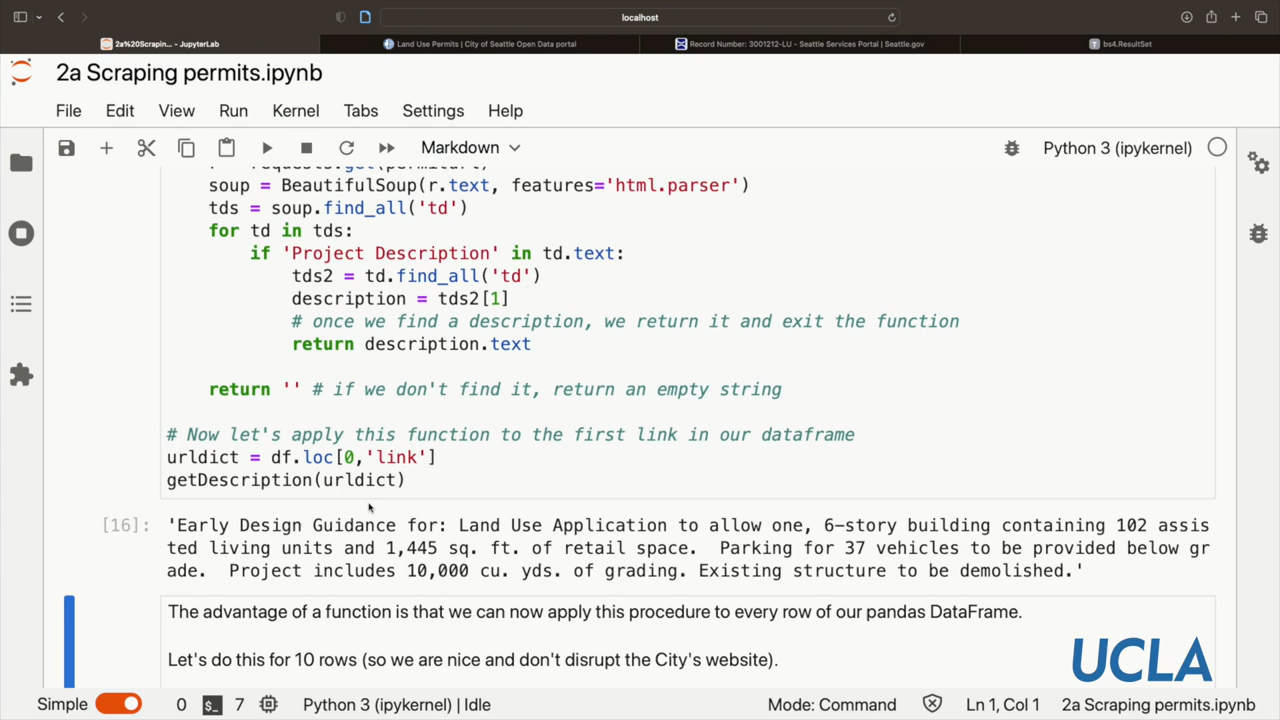 localhost
2a%20Scrapin... - JupyterLab
Land Use Permits | City of Seattle Open Data portal
Record Number: 3001212-LU - Seattle Services Portal | Seattle.gov
T bs4.ResultSet
2a Scraping permits.ipynb
File Edit View Run Kernel Tabs Settings Help
Markdown
Python 3 (ipykernel)
soup = BeautifulSoup(r.text, features='html.parser')
tds = soup.find_all('td')
for td in tds:
if 'Project Description' in td.text:
tds2 = td.find_all('td')
description = tds2[1]
# once we find a description, we return it and exit the function
return description.text
return '' # if we don't find it, return an empty string
# Now let's apply this function to the first link in our dataframe
urldict = df.loc[0,'link']
getDescription(urldict)
[16]: 'Early Design Guidance for: Land Use Application to allow one, 6-story building containing 102 assis
ted living units and 1,445 sq. ft. of retail space.  Parking for 37 vehicles to be provided below gr
ade.  Project includes 10,000 cu. yds. of grading. Existing structure to be demolished.'
The advantage of a function is that we can now apply this procedure to every row of our pandas DataFrame.
Let's do this for 10 rows (so we are nice and don't disrupt the City's website).
UCLA
Simple 0 $_ 7 Python 3 (ipykernel) | Idle Mode: Command Ln 1, Col 1 2a Scraping permits.ipynb